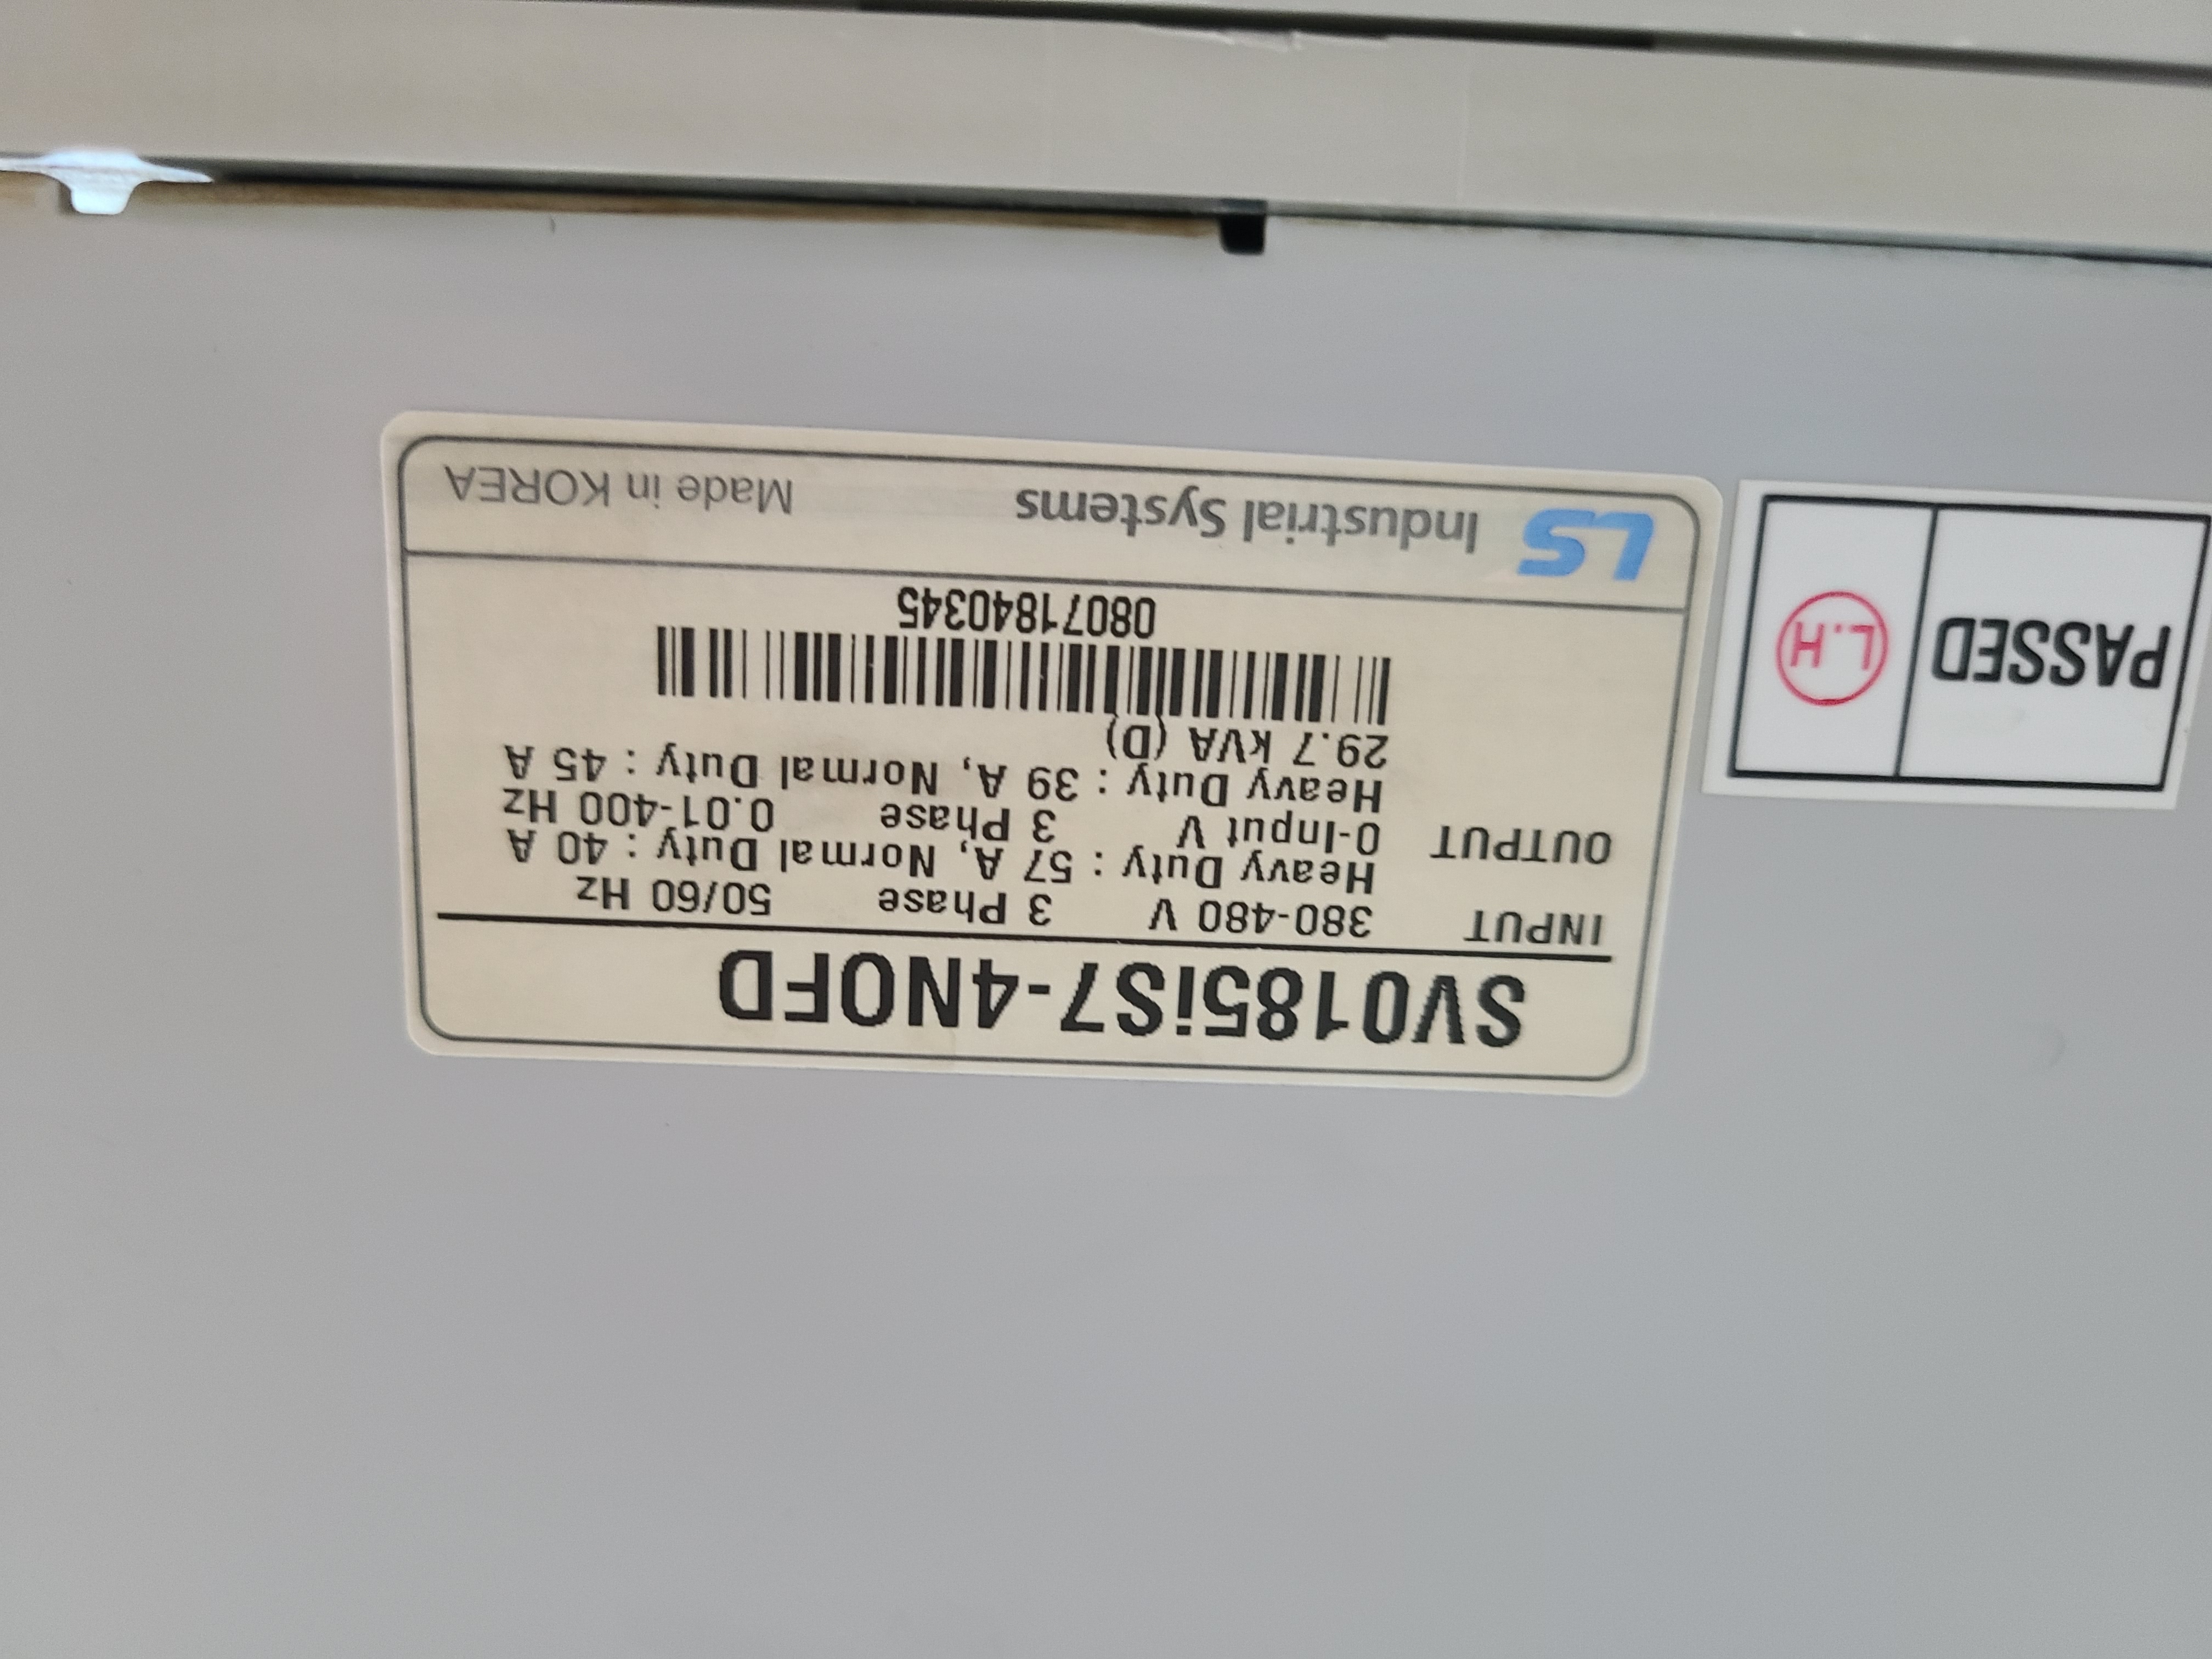 SV0185iS7-4NOFD
INPUT 380-480 V 3 Phase 50/60 Hz
Heavy Duty : 57 A, Normal Duty : 40 A
OUTPUT 0-Input V 3 Phase 0.01-400 Hz
Heavy Duty : 39 A, Normal Duty : 45 A
29.7 kVA (D)
08071840345
LS Industrial Systems Made in KOREA
PASSED L.H